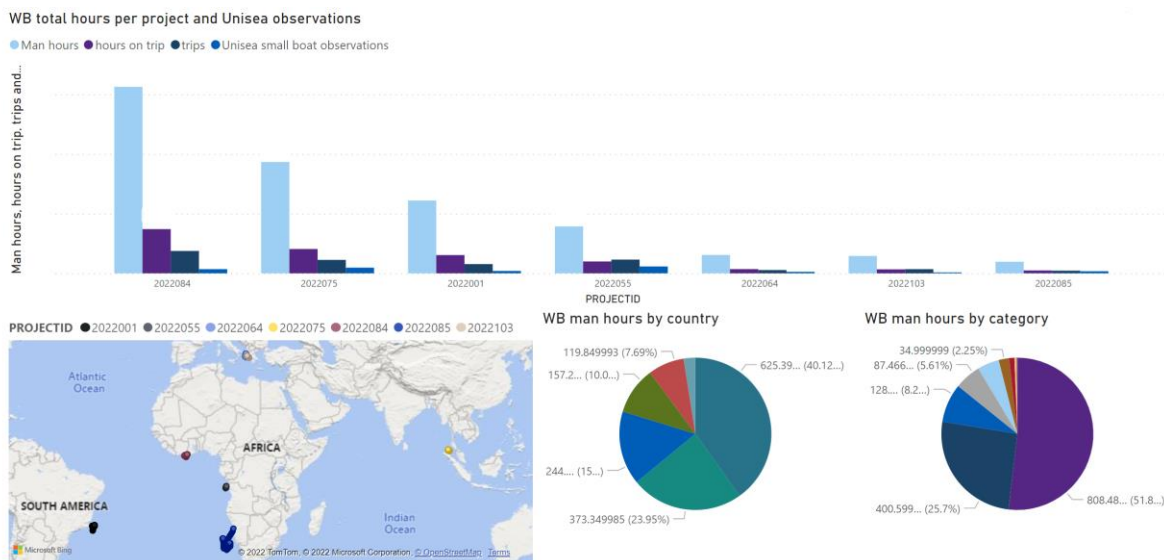 WB total hours per project and Unisea observations
Man hours hours on trip trips Unisea small boat observations
Man hours, hours on trip, trips and...
2022084 2022075 2022001 2022055 2022064 2022103 2022085
PROJECTID
PROJECTID 2022001 2022055 2022064 2022075 2022084 2022085 2022103
Atlantic
Ocean
AFRICA
SOUTH AMERICA
Indian
Ocean
Microsoft Bing
© 2022 TomTom, © 2022 Microsoft Corporation, © OpenStreetMap Terms
WB man hours by country
119.849993 (7.69%)
157.2... (10.0...)
625.39... (40.12...)
244.... (15...)
373.349985 (23.95%)
WB man hours by category
34.999999 (2.25%)
87.466... (5.61%)
128.... (8.2...)
400.599... (25.7%)
808.48... (51.8...)